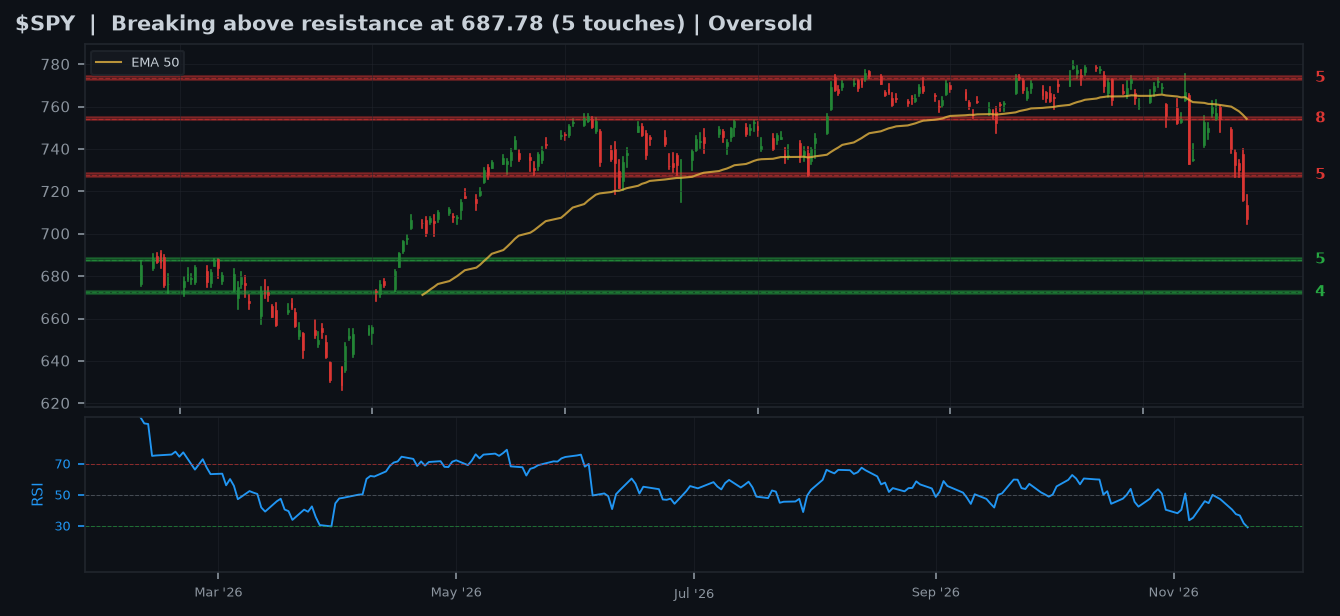 $SPY | Breaking above resistance at 687.78 (5 touches) | Oversold
EMA 50
780
760
740
720
700
680
660
640
620
5
8
5
5
4
RSI
70
50
30
Mar '26
May '26
Jul '26
Sep '26
Nov '26